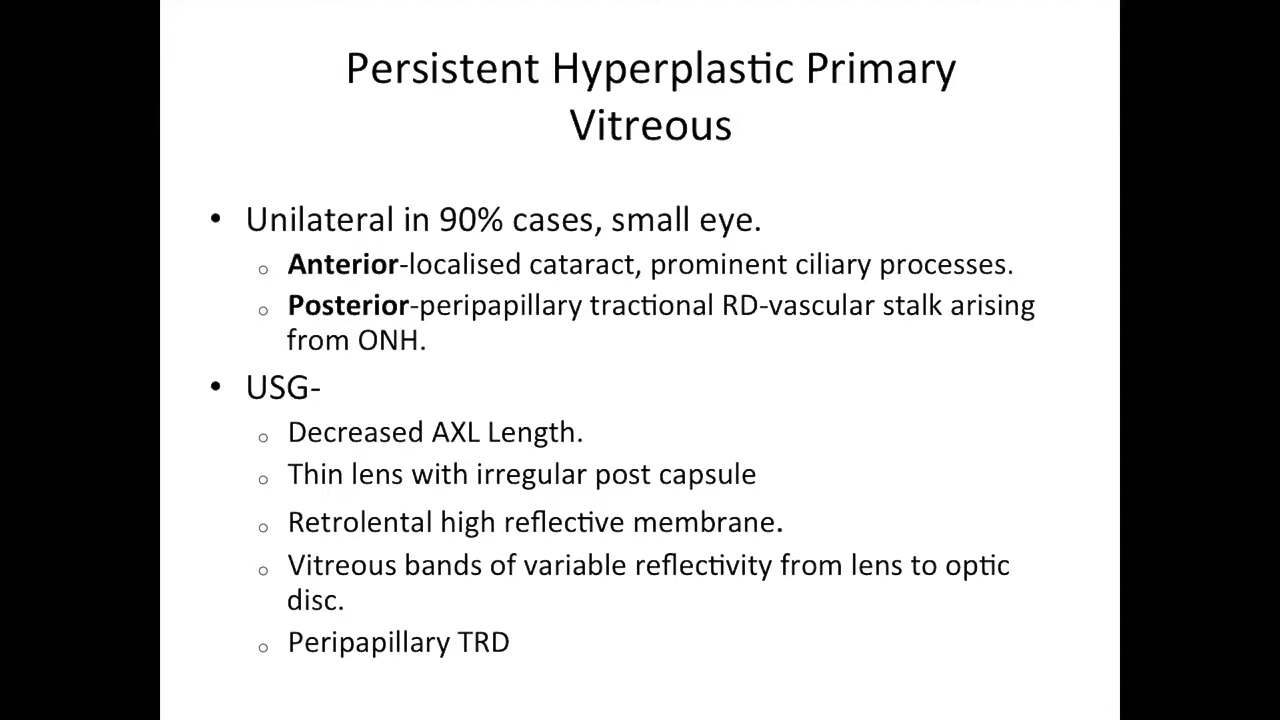 Persistent Hyperplastic Primary
Vitreous
• Unilateral in 90% cases, small eye.
o Anterior-localised cataract, prominent ciliary processes.
o Posterior-peripapillary tractional RD-vascular stalk arising
from ONH.
• USG-
o Decreased AXL Length.
o Thin lens with irregular post capsule
o Retrolental high reflective membrane.
o Vitreous bands of variable reflectivity from lens to optic
disc.
o Peripapillary TRD